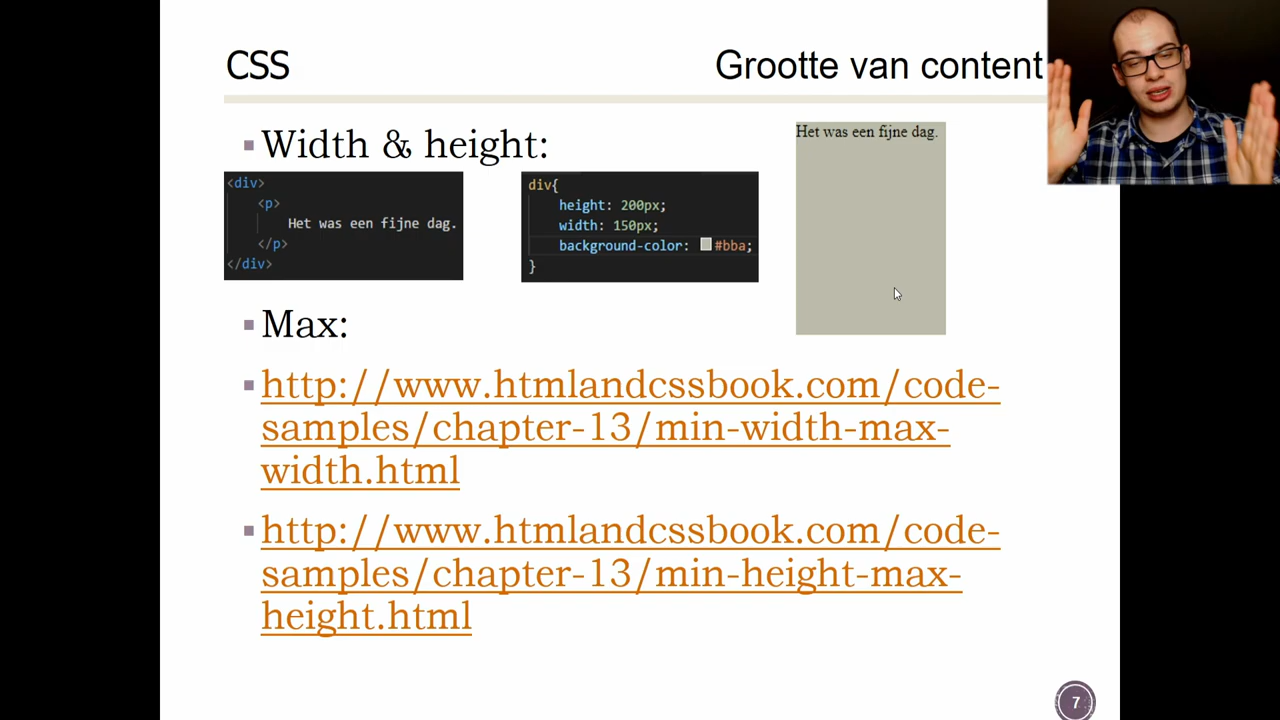 CSS
Grootte van content
Width & height:
<div>
<p>
Het was een fijne dag.
</p>
</div>
div{
height: 200px;
width: 150px;
background-color: #bba;
}
Het was een fijne dag.
Max:
http://www.htmlandcssbook.com/code-
samples/chapter-13/min-width-max-
width.html
http://www.htmlandcssbook.com/code-
samples/chapter-13/min-height-max-
height.html
7